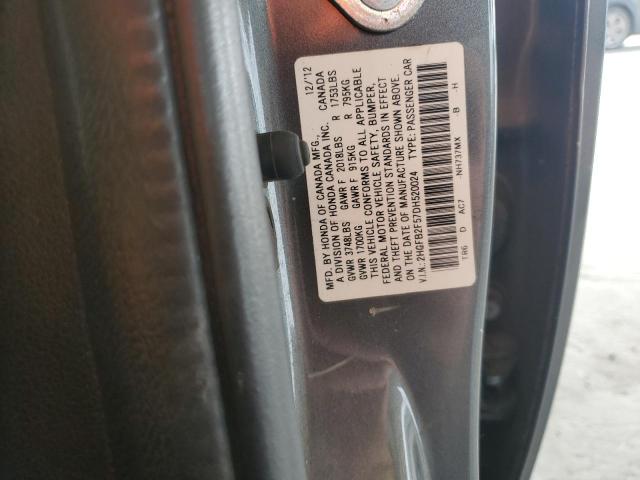 MFD. BY HONDA OF CANADA MFG., 12/'12
A DIVISION OF HONDA CANADA INC. CANADA
GVWR 3748LBS GAWR F 2018LBS R 1753LBS
GVWR 1700KG GAWR F 915KG R 795KG
THIS VEHICLE CONFORMS TO ALL APPLICABLE
FEDERAL MOTOR VEHICLE SAFETY, BUMPER,
AND THEFT PREVENTION STANDARDS IN EFFECT
ON THE DATE OF MANUFACTURE SHOWN ABOVE.
V.I.N.: 2HGFB2F57DH520024 TYPE: PASSENGER CAR
TR6 D AC7 NH737MX -B -H